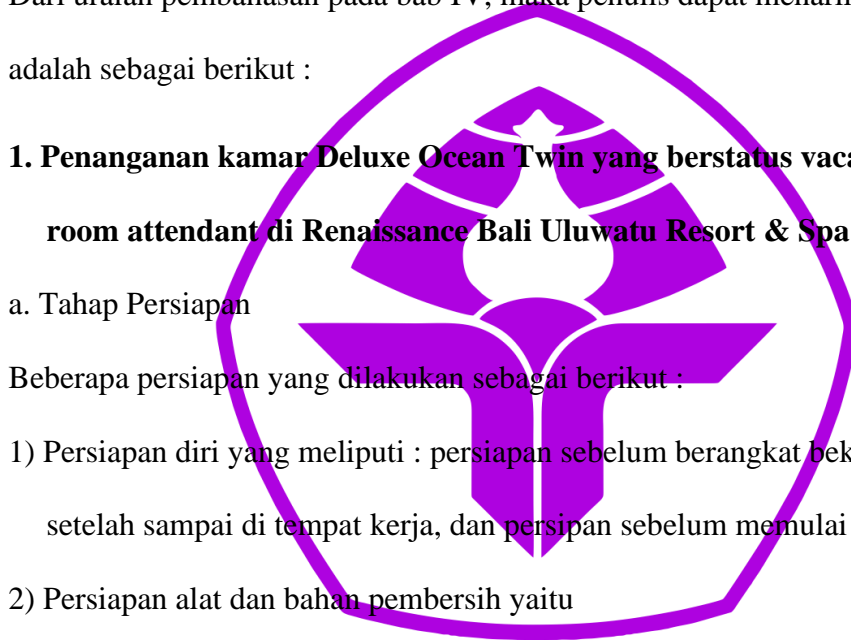 Dari uraian pembahasan pada bab IV, maka penulis dapat menarik
adalah sebagai berikut :
1. Penanganan kamar Deluxe Ocean Twin yang berstatus vaca
room attendant di Renaissance Bali Uluwatu Resort & Spa
a. Tahap Persiapan
Beberapa persiapan yang dilakukan sebagai berikut :
1) Persiapan diri yang meliputi : persiapan sebelum berangkat bek
setelah sampai di tempat kerja, dan persipan sebelum memulai
2) Persiapan alat dan bahan pembersih yaitu